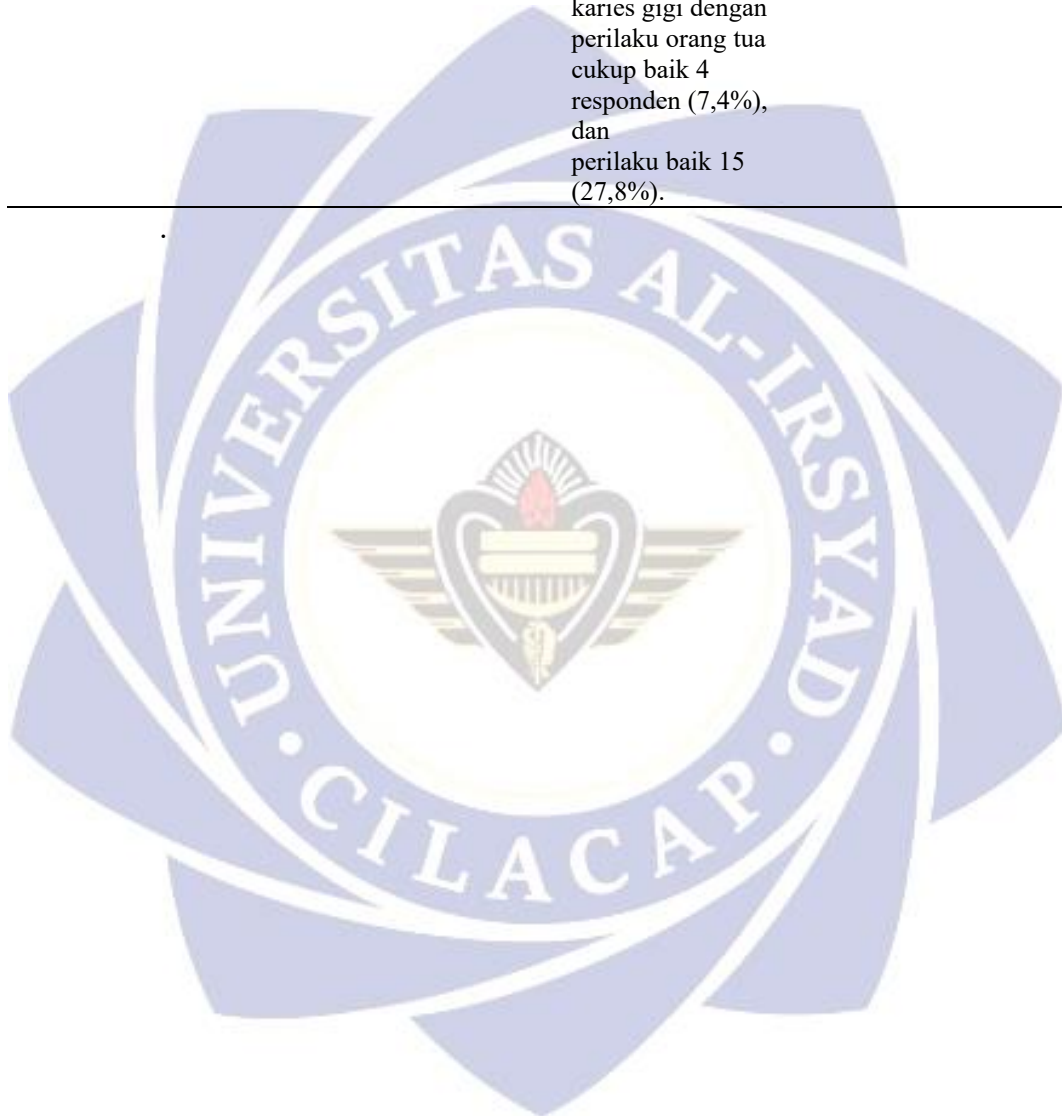 karies gigi dengan
perilaku orang tua
cukup baik 4
responden (7,4%),
dan
perilaku baik 15
(27,8%).
.
UNIVERSITAS AL-IRSYAD
• CILACAP •